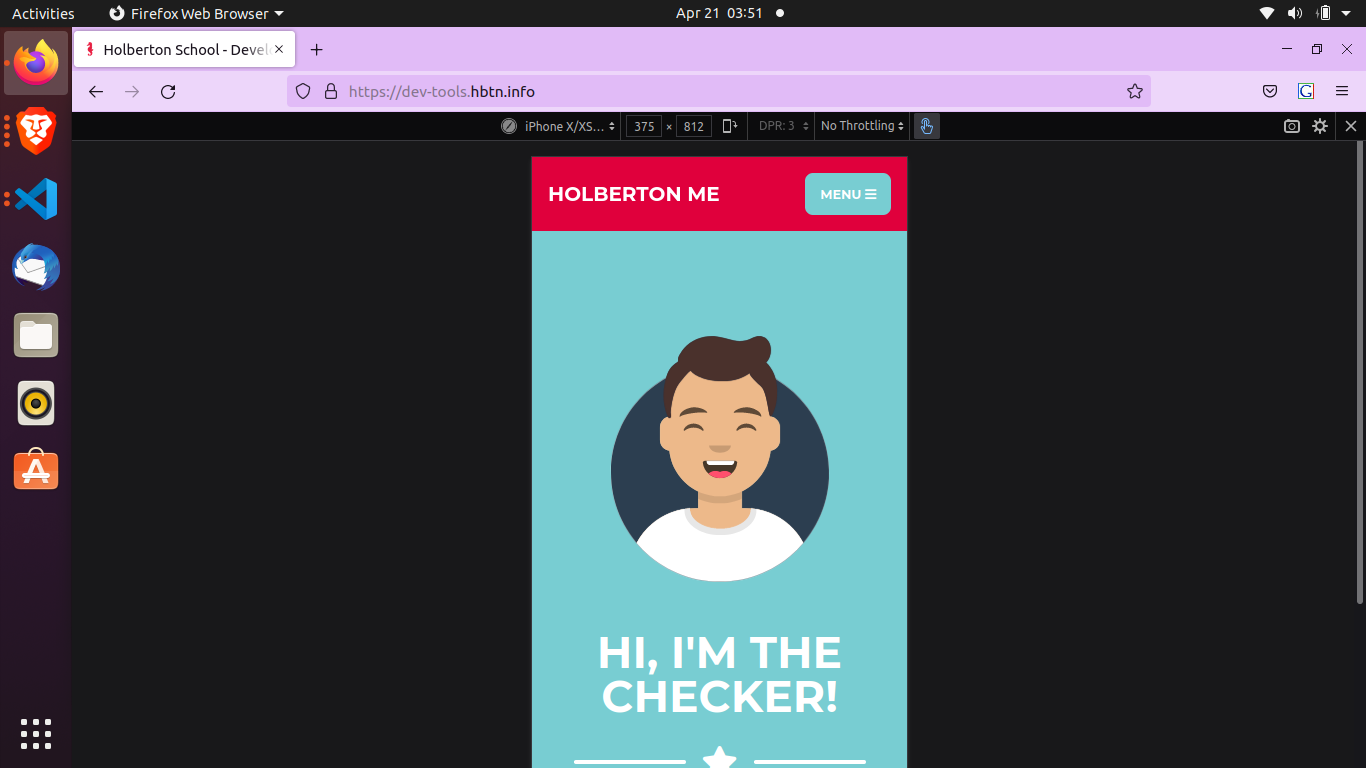 Activities
Firefox Web Browser
Apr 21 03:51
Holberton School - Devel
https://dev-tools.hbtn.info
G
iPhone X/XS...
375 × 812
DPR: 3
No Throttling
HOLBERTON ME
MENU
HI, I'M THE
CHECKER!